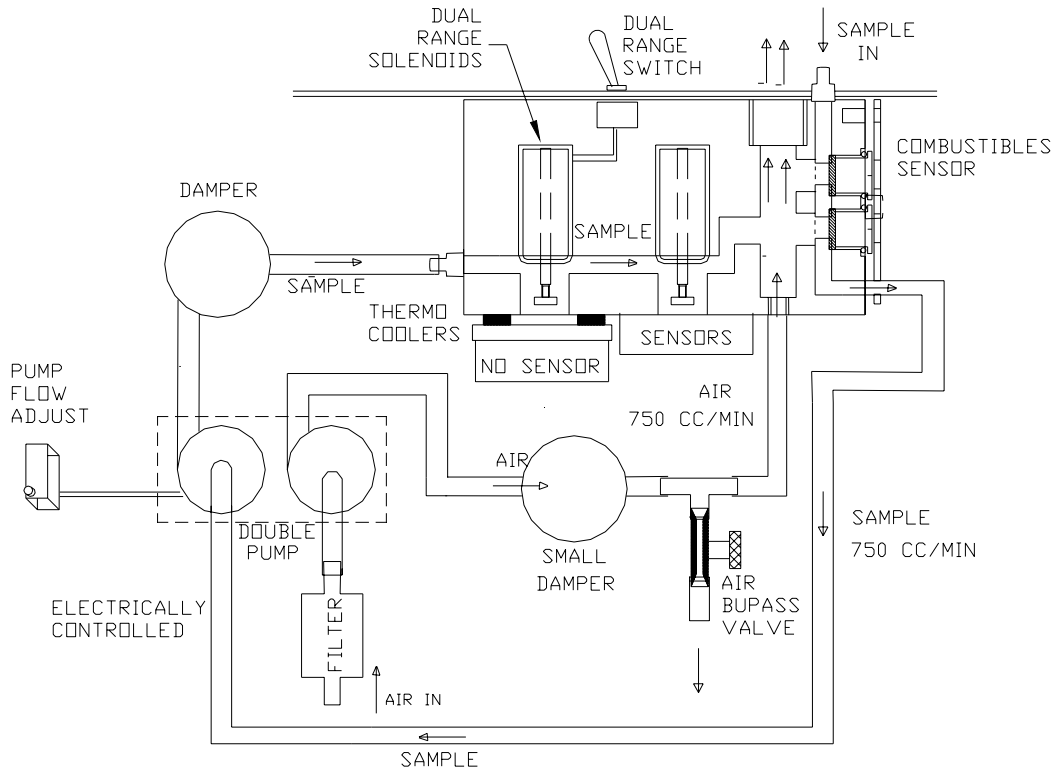 DUAL
RANGE
SOLENOIDS
DUAL
RANGE
SWITCH
SAMPLE
IN
COMBUSTIBLES
SENSOR
DAMPER
SAMPLE
SAMPLE
THERMO
COOLERS
SENSORS
NO SENSOR
PUMP
FLOW
ADJUST
AIR
750 CC/MIN
AIR
DOUBLE
PUMP
SMALL
DAMPER
SAMPLE
750 CC/MIN
AIR
BUPASS
VALVE
ELECTRICALLY
CONTROLLED
FILTER
AIR IN
SAMPLE